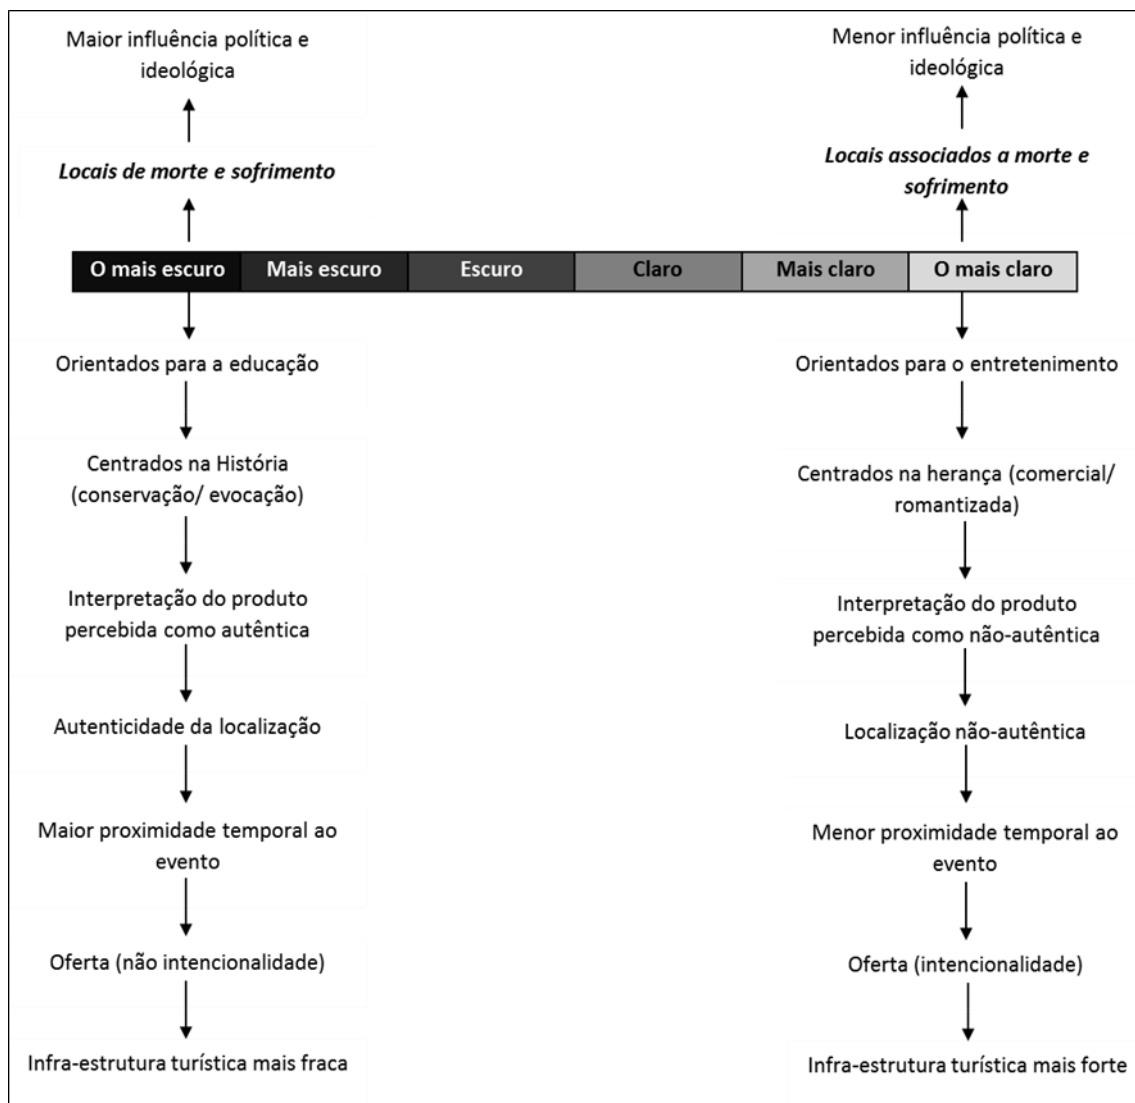 Maior influência política e
ideológica
Menor influência política e
ideológica
Locais de morte e sofrimento
Locais associados a morte e
sofrimento
O mais escuro
Mais escuro
Escuro
Claro
Mais claro
O mais claro
Orientados para a educação
Orientados para o entretenimento
Centrados na História
(conservação/ evocação)
Centrados na herança (comercial/
romantizada)
Interpretação do produto
percebida como autêntica
Interpretação do produto
percebida como não-autêntica
Autenticidade da localização
Localização não-autêntica
Maior proximidade temporal ao
evento
Menor proximidade temporal ao
evento
Oferta (não intencionalidade)
Oferta (intencionalidade)
Infra-estrutura turística mais fraca
Infra-estrutura turística mais forte